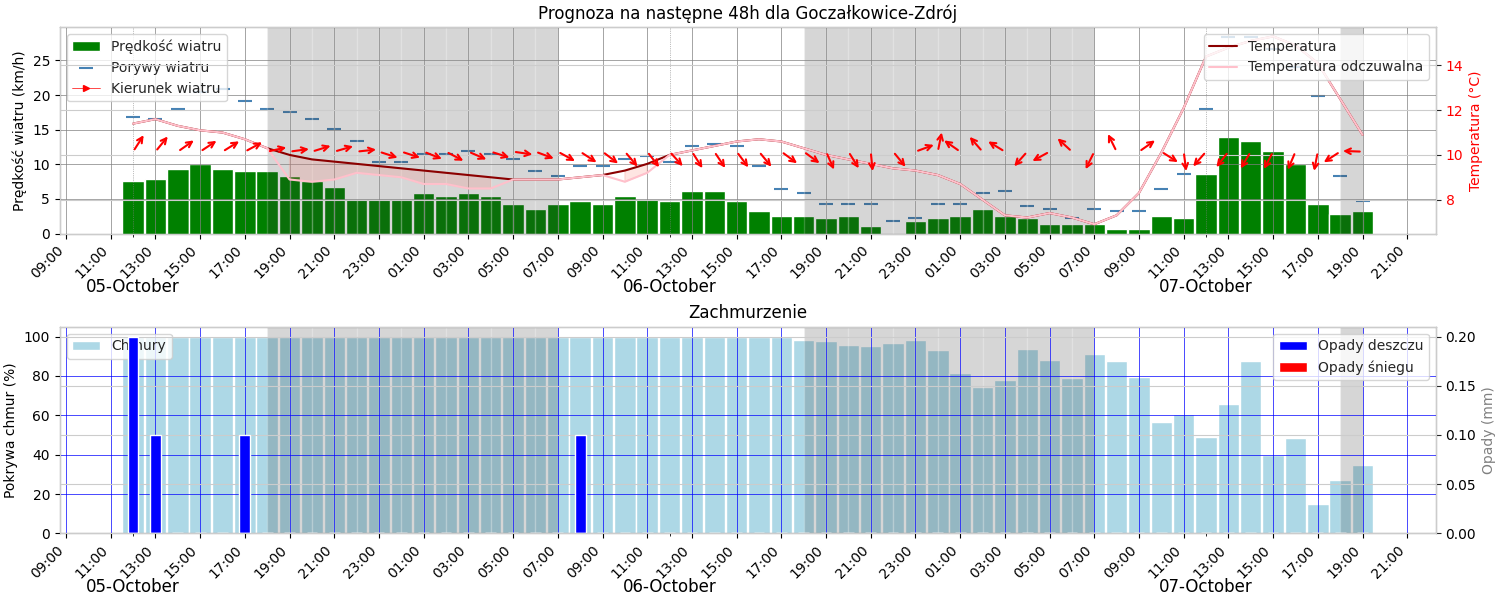 Prognoza na następne 48h dla Goczałkowice-Zdrój
Prędkość wiatru (km/h)
25
20
15
10
5
0
Prędkość wiatru
Porywy wiatru
Kierunek wiatru
Temperatura
Temperatura odczuwalna
14
12
10
8
Temperatura (°C)
09:00 11:00 13:00 15:00 17:00 19:00 21:00 23:00 01:00 03:00 05:00 07:00 09:00 11:00 13:00 15:00 17:00 19:00 21:00 23:00 01:00 03:00 05:00 07:00 09:00 11:00 13:00 15:00 17:00 19:00 21:00
05-October 06-October 07-October
Zachmurzenie
Pokrywa chmur (%)
100
80
60
40
20
0
Chmury
Opady deszczu
Opady śniegu
0.20
0.15
0.10
0.05
0.00
Opady (mm)
09:00 11:00 13:00 15:00 17:00 19:00 21:00 23:00 01:00 03:00 05:00 07:00 09:00 11:00 13:00 15:00 17:00 19:00 21:00 23:00 01:00 03:00 05:00 07:00 09:00 11:00 13:00 15:00 17:00 19:00 21:00
05-October 06-October 07-October